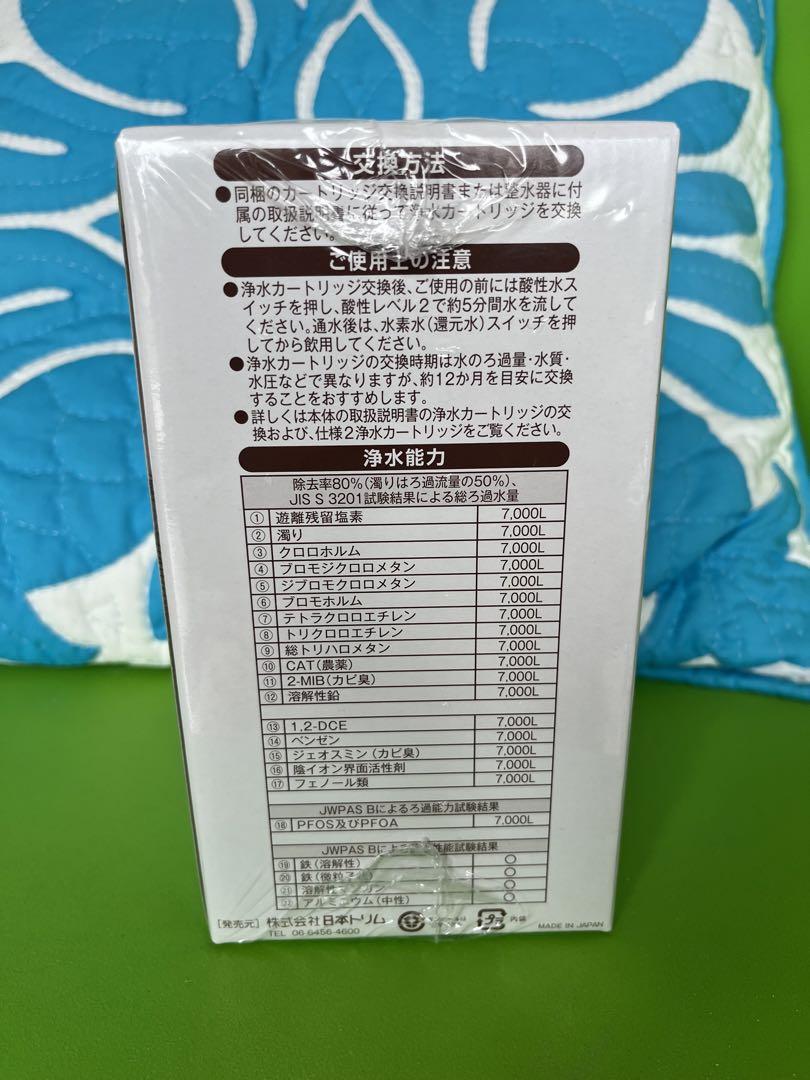 交換方法
●同梱のカートリッジ交換説明書または整水器に付
属の取扱説明書に従って浄水カートリッジを交換
してください。
ご使用上の注意
●浄水カートリッジ交換後、ご使用の前には酸性水ス
イッチを押し、酸性レベル2で約5分間水を流して
ください。通水後は、水素水(還元水)スイッチを押
してから飲用してください。
●浄水カートリッジの交換時期は水のろ過量・水質・
水圧などで異なりますが、約12か月を目安に交換
することをおすすめします。
●詳しくは本体の取扱説明書の浄水カートリッジの交
換および、仕様2浄水カートリッジをご覧ください。
浄水能力
除去率80%(濁りはろ過流量の50%)、
JIS S 3201試験結果による総ろ過水量
① 遊離残留塩素 7,000L
② 濁り 7,000L
③ クロロホルム 7,000L
④ ブロモジクロロメタン 7,000L
⑤ ジブロモクロロメタン 7,000L
⑥ ブロモホルム 7,000L
⑦ テトラクロロエチレン 7,000L
⑧ トリクロロエチレン 7,000L
⑨ 総トリハロメタン 7,000L
⑩ CAT(農薬) 7,000L
⑪ 2-MIB(カビ臭) 7,000L
⑫ 溶解性鉛 7,000L
⑬ 1,2-DCE 7,000L
⑭ ベンゼン 7,000L
⑮ ジェオスミン(カビ臭) 7,000L
⑯ 陰イオン界面活性剤 7,000L
⑰ フェノール類 7,000L
JWPAS Bによるろ過能力試験結果
⑱ PFOS及びPFOA 7,000L
JWPAS Bによる 性能試験結果
⑲ 鉄(溶解性) ○
⑳ 鉄(微粒子 ○
㉑ 溶解性 ○
㉒ アルミニウム(中性) ○
[発売元] 株式会社日本トリム
TEL 06-6456-4600
プラ 内袋
MADE IN JAPAN